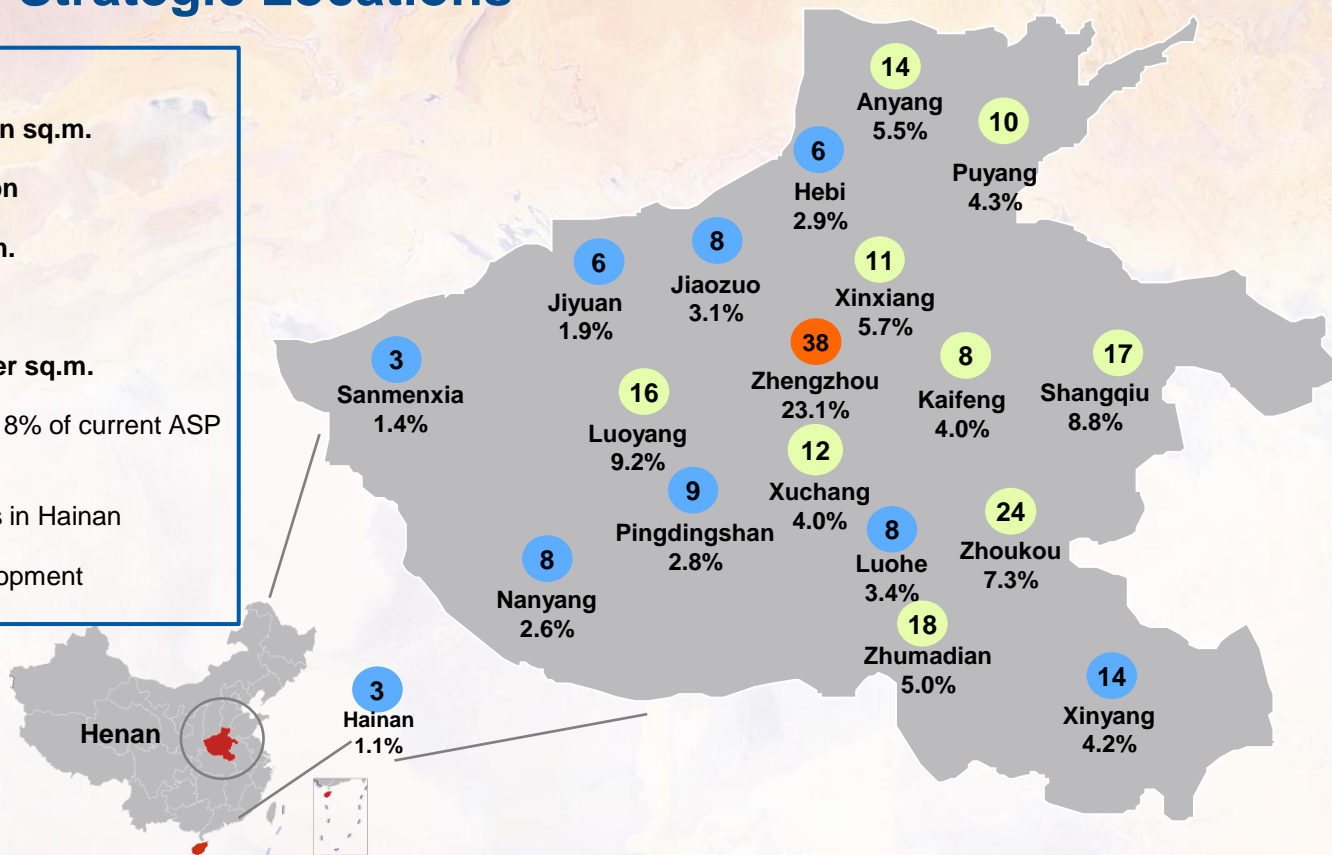 Strategic Locations
n sq.m.
on
n.
er sq.m.
8% of current ASP
s in Hainan
opment
14
Anyang
5.5%
10
Puyang
4.3%
6
Hebi
2.9%
8
Jiaozuo
3.1%
6
Jiyuan
1.9%
11
Xinxiang
5.7%
3
Sanmenxia
1.4%
38
Zhengzhou
23.1%
8
Kaifeng
4.0%
17
Shangqiu
8.8%
16
Luoyang
9.2%
12
Xuchang
4.0%
9
Pingdingshan
2.8%
24
Zhoukou
7.3%
8
Luohe
3.4%
8
Nanyang
2.6%
18
Zhumadian
5.0%
14
Xinyang
4.2%
3
Hainan
1.1%
Henan